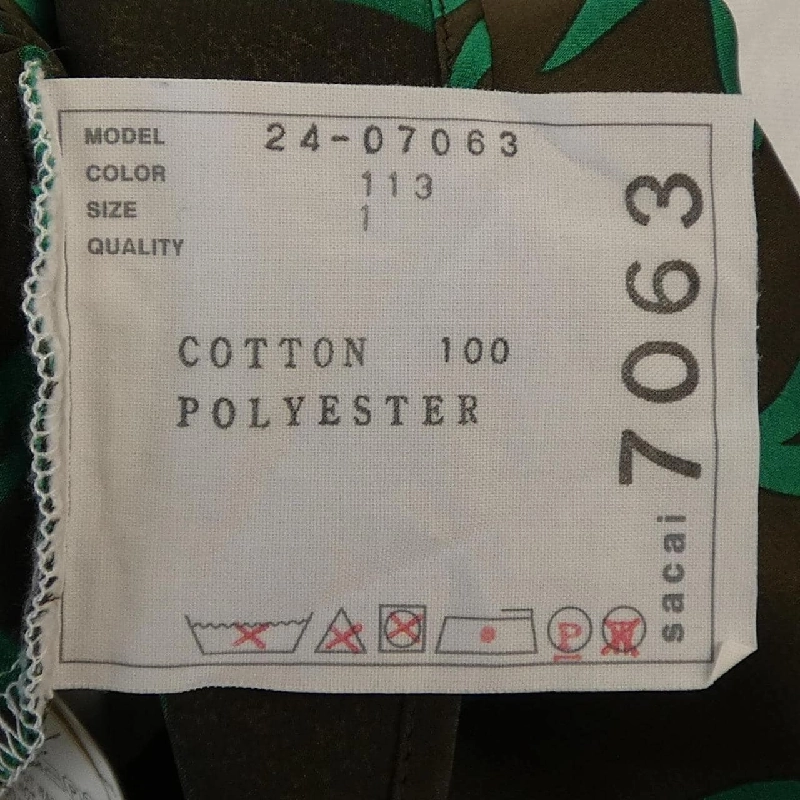 MODEL 24-07063
COLOR 113
SIZE 1
QUALITY
COTTON 100
POLYESTER
P
W
sacai 7063